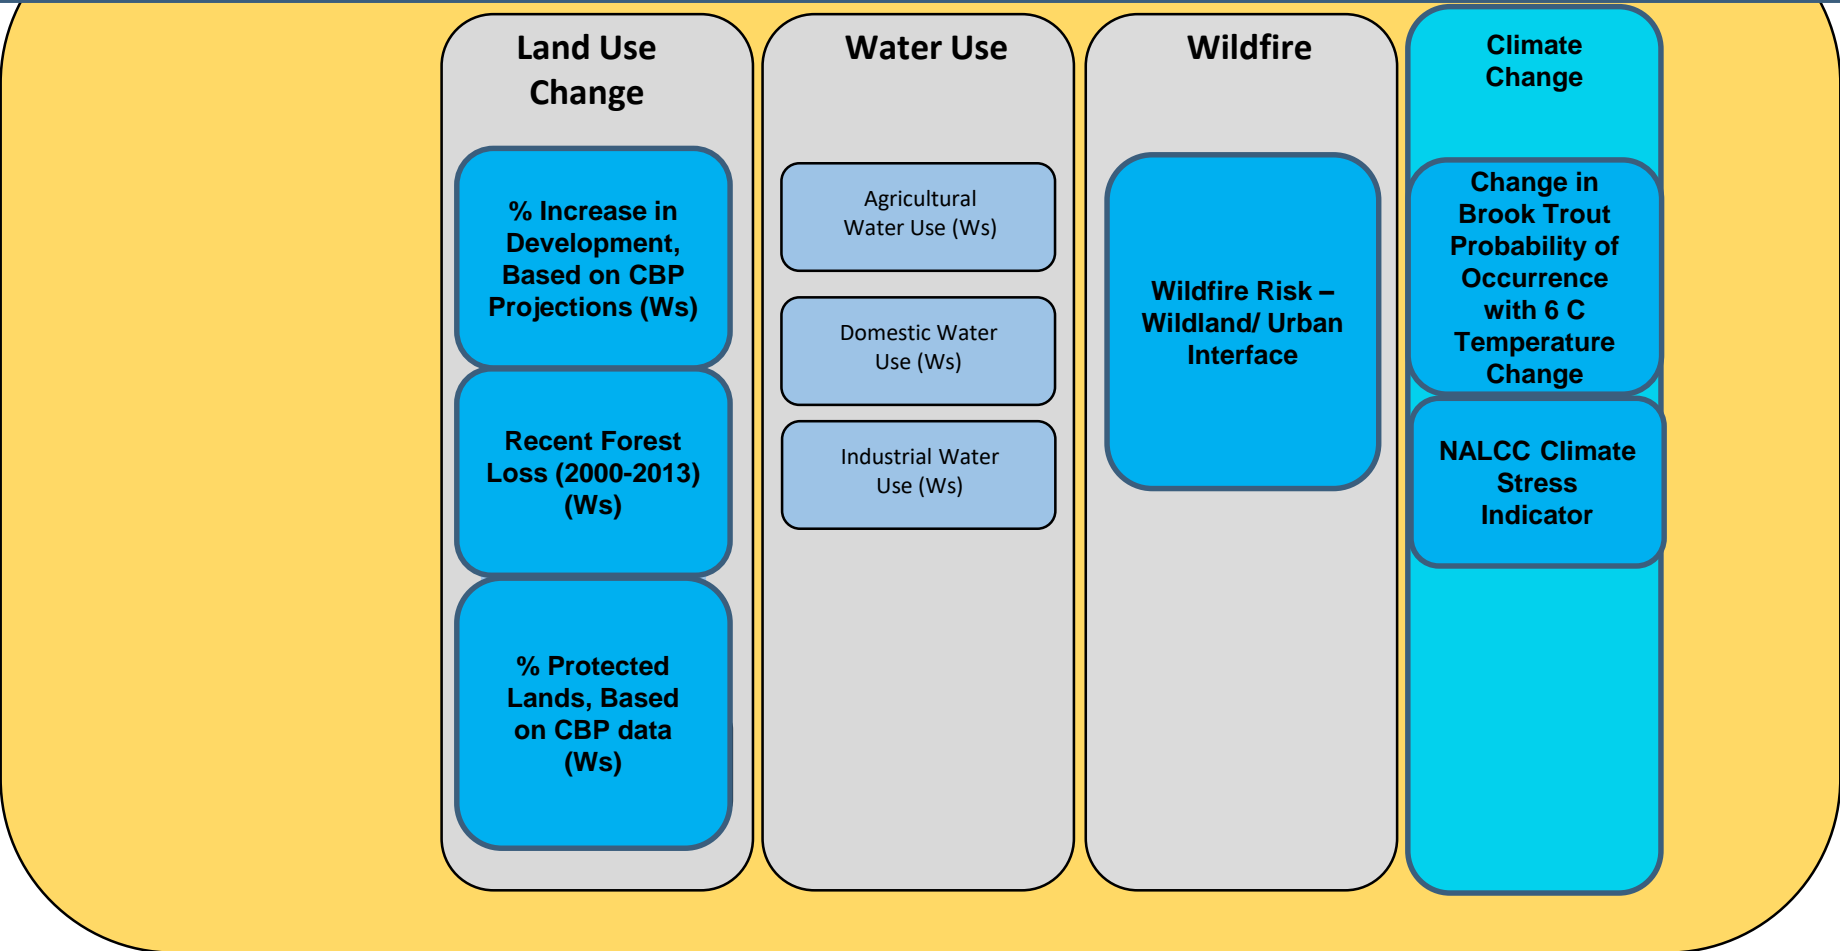 Land Use
Change
% Increase in
Development,
Based on CBP
Projections (Ws)
Recent Forest
Loss (2000-2013)
(Ws)
% Protected
Lands, Based
on CBP data
(Ws)
Water Use
Agricultural
Water Use (Ws)
Domestic Water
Use (Ws)
Industrial Water
Use (Ws)
Wildfire
Wildfire Risk –
Wildland/ Urban
Interface
Climate
Change
Change in
Brook Trout
Probability of
Occurrence
with 6 C
Temperature
Change
NALCC Climate
Stress
Indicator